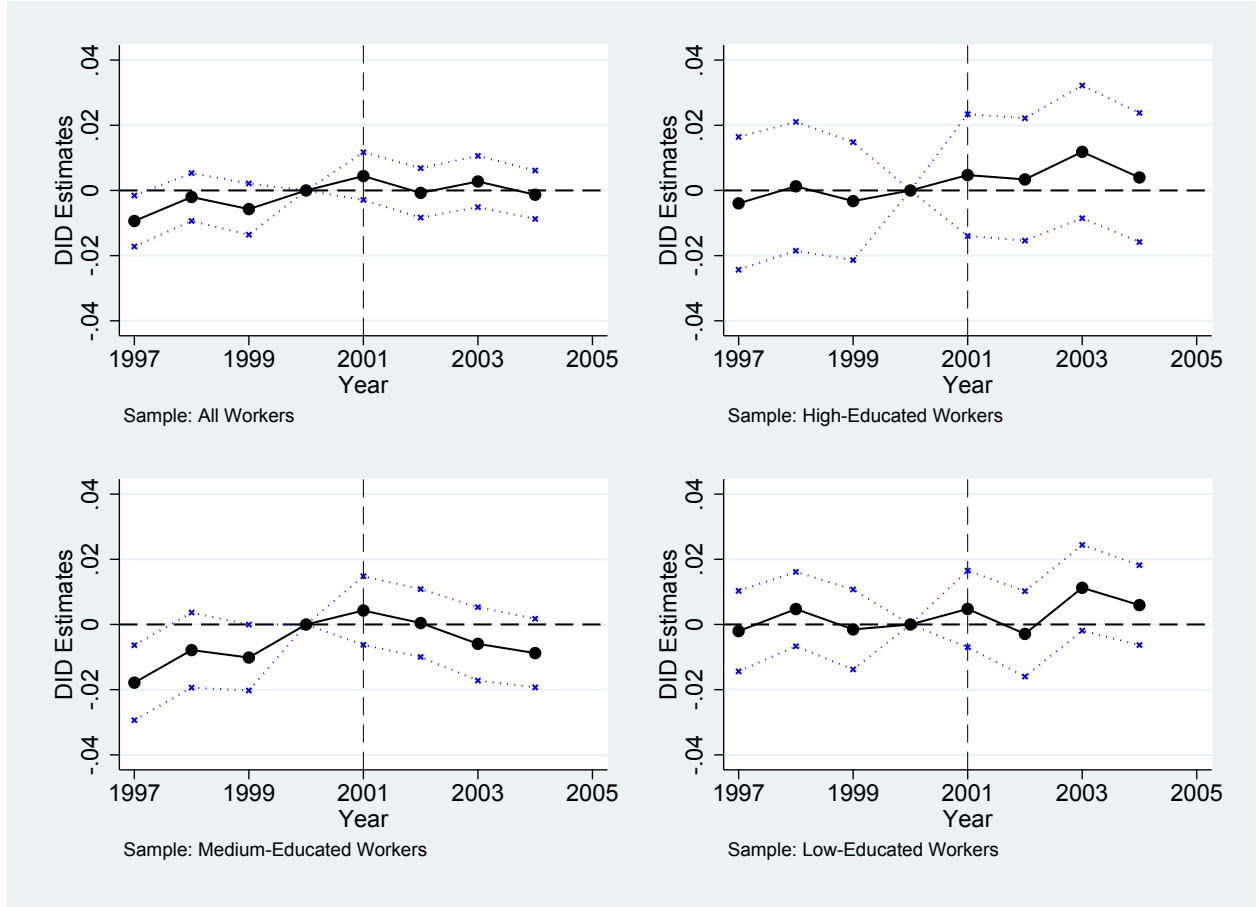 .04
.02
0
-.02
-.04
DID Estimates
1997 1999 2001 2003 2005
Year
Sample: All Workers
.04
.02
0
-.02
-.04
DID Estimates
1997 1999 2001 2003 2005
Year
Sample: High-Educated Workers
.04
.02
0
-.02
-.04
DID Estimates
1997 1999 2001 2003 2005
Year
Sample: Medium-Educated Workers
.04
.02
0
-.02
-.04
DID Estimates
1997 1999 2001 2003 2005
Year
Sample: Low-Educated Workers